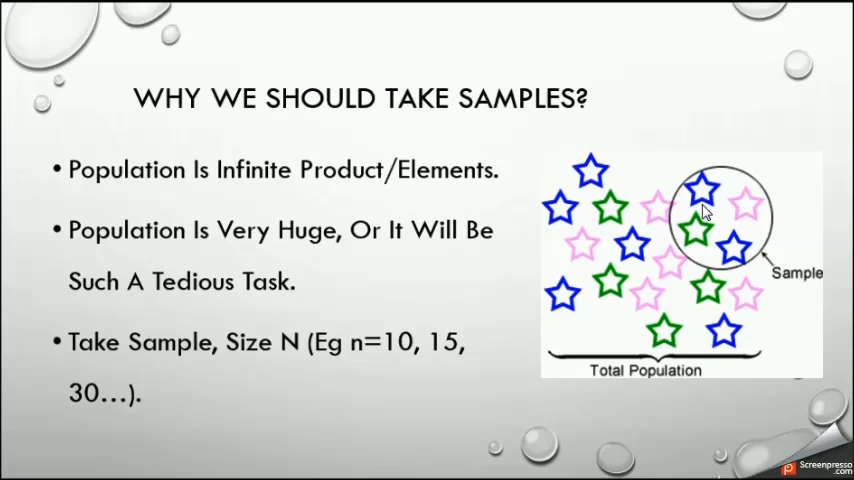 WHY WE SHOULD TAKE SAMPLES?
• Population Is Infinite Product/Elements.
• Population Is Very Huge, Or It Will Be
Such A Tedious Task.
• Take Sample, Size N (Eg n=10, 15,
30...).
Sample
Total Population
Screenpresso
.com